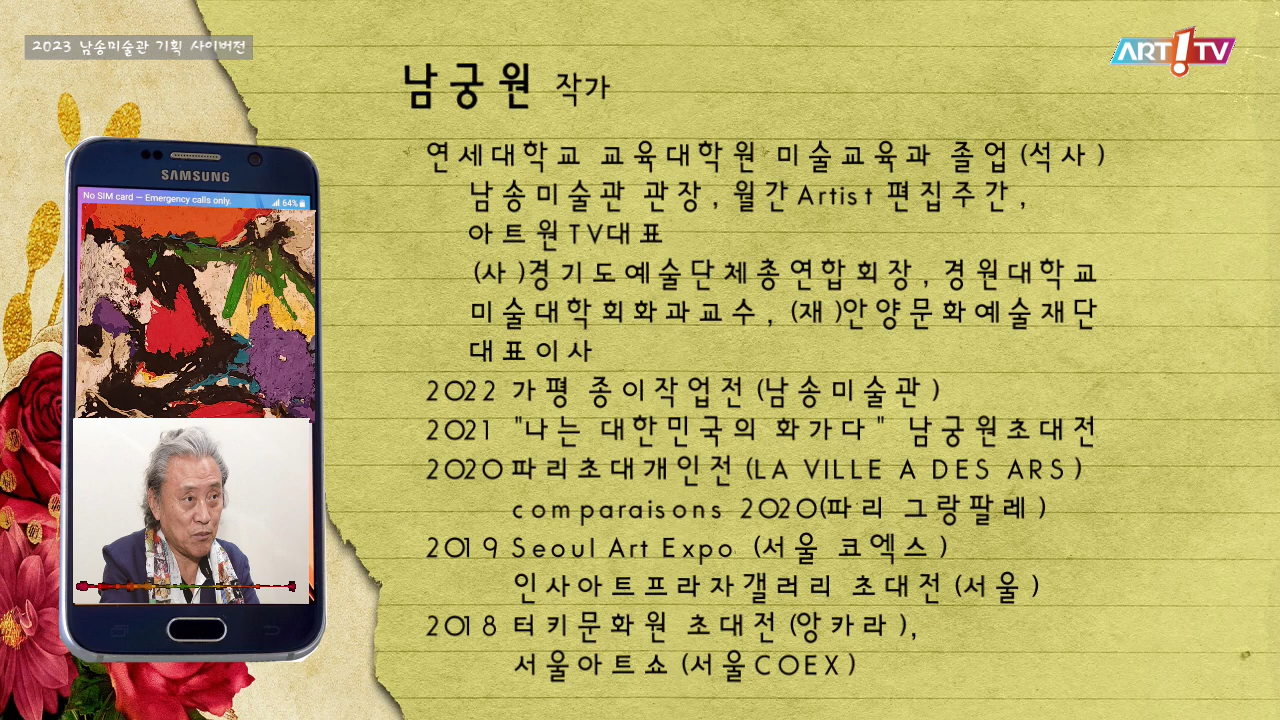 2023 남송미술관 기획 사이버전
ART!TV
남궁원 작가
연세대학교 교육대학원 미술교육과 졸업 (석사)
남송미술관 관장, 월간Artist 편집주간,
아트원TV대표
(사)경기도예술단체총연합회장, 경원대학교
미술대학회화과교수, (재)안양문화예술재단
대표이사
2022 가평 종이작업전 (남송미술관)
2021 "나는 대한민국의 화가다" 남궁원초대전
2020 파리초대개인전 (LA VILLE A DES ARS)
comparaisons 2020(파리 그랑팔레)
2019 Seoul Art Expo (서울 코엑스)
인사아트프라자갤러리 초대전 (서울)
2018 터키문화원 초대전 (앙카라),
서울아트쇼 (서울COEX)
SAMSUNG
No SIM card — Emergency calls only. 64%